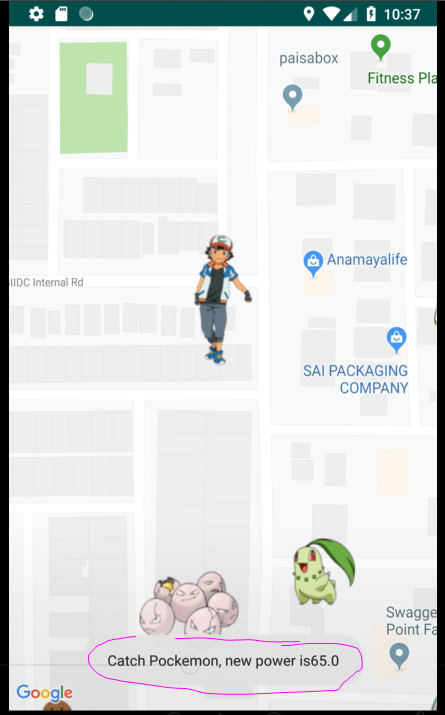 10:37
paisabox
Fitness Pla
Anamayalife
IIDC Internal Rd
SAI PACKAGING
COMPANY
Swagge
Point Fa
Catch Pockemon, new power is65.0
Google